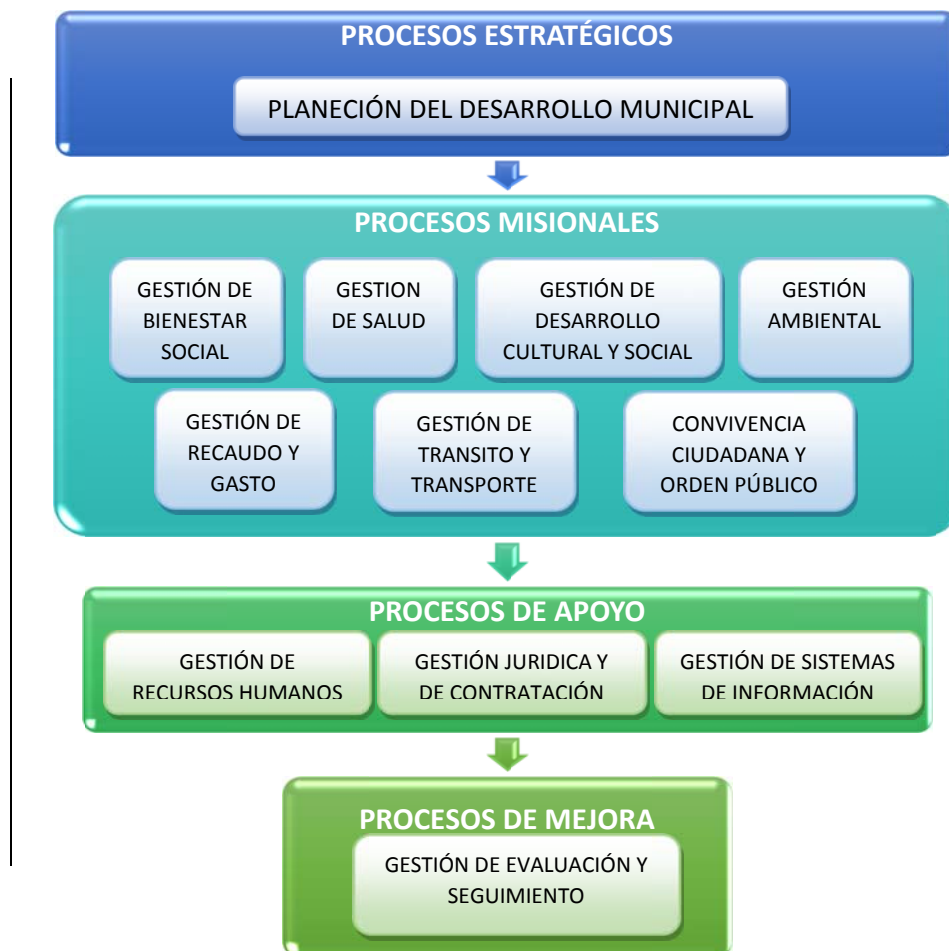 PROCESOS ESTRATÉGICOS
PLANECIÓN DEL DESARROLLO MUNICIPAL
PROCESOS MISIONALES
GESTIÓN DE
BIENESTAR
SOCIAL
GESTION
DE SALUD
GESTIÓN DE
DESARROLLO
CULTURAL Y SOCIAL
GESTIÓN
AMBIENTAL
GESTIÓN DE
RECAUDO Y
GASTO
GESTIÓN DE
TRANSITO Y
TRANSPORTE
CONVIVENCIA
CIUDADANA Y
ORDEN PÚBLICO
PROCESOS DE APOYO
GESTIÓN DE
RECURSOS HUMANOS
GESTIÓN JURIDICA Y
DE CONTRATACIÓN
GESTIÓN DE SISTEMAS
DE INFORMACIÓN
PROCESOS DE MEJORA
GESTIÓN DE EVALUACIÓN Y
SEGUIMIENTO